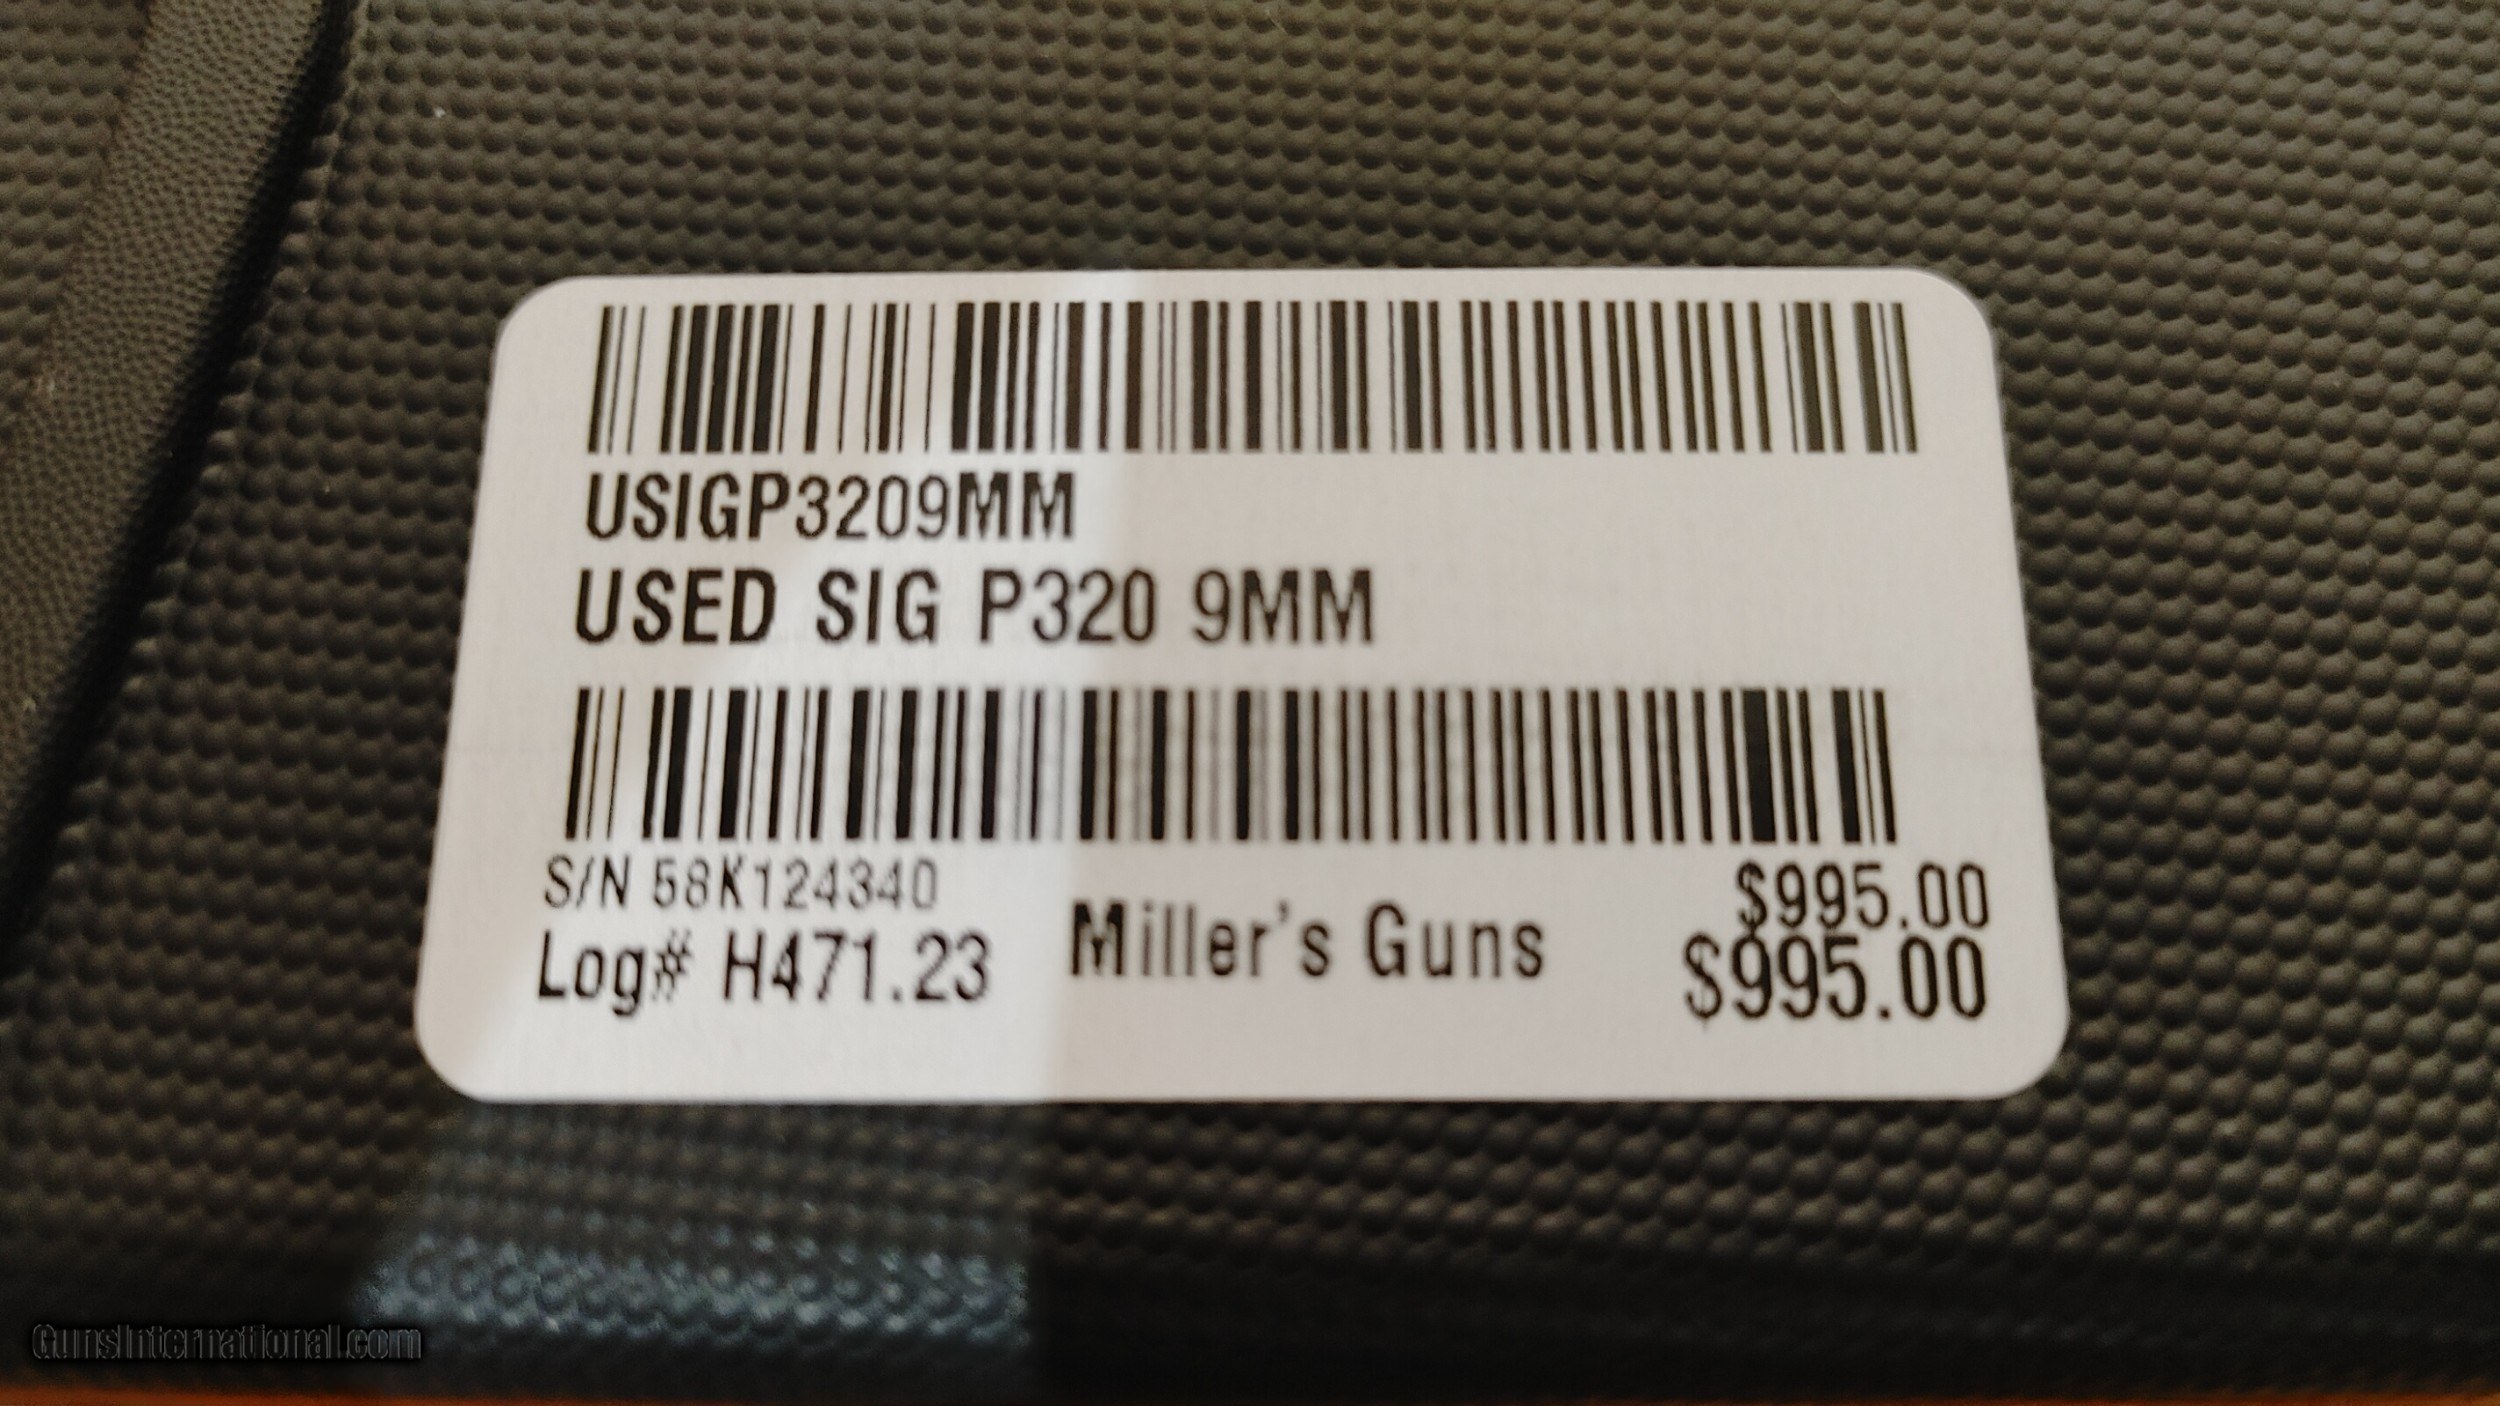 USIGP3209MM
USED SIG P320 9MM
S/N 58K124340
$995.00
Log# H471.23
Miller's Guns
$995.00
GunsInternational.com